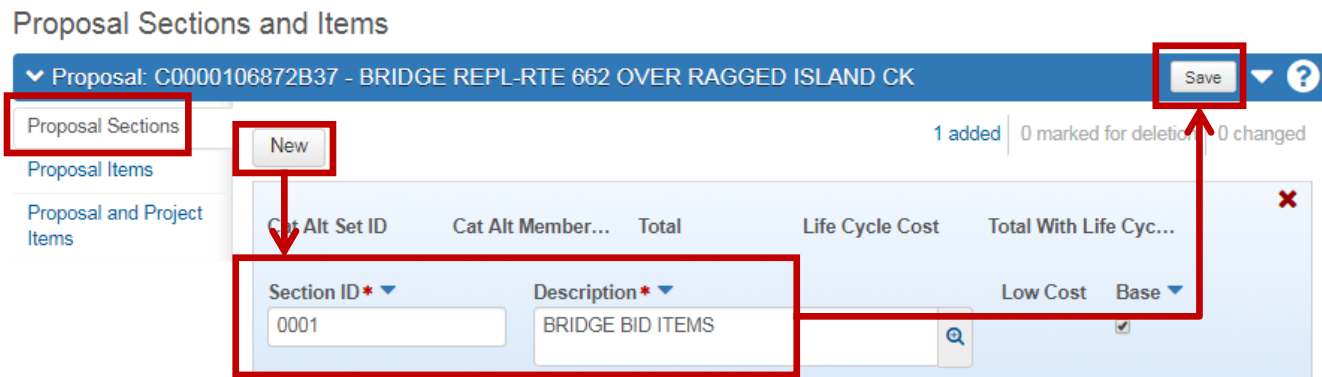 Proposal Sections and Items
Proposal: C0000106872B37 - BRIDGE REPL-RTE 662 OVER RAGGED ISLAND CK
Save
?
Proposal Sections
New
1 added
0 marked for deletion
0 changed
Proposal Items
Proposal and Project
Items
Cat Alt Set ID
Cat Alt Member...
Total
Life Cycle Cost
Total With Life Cyc...
Section ID*
Description*
Low Cost
Base
0001
BRIDGE BID ITEMS